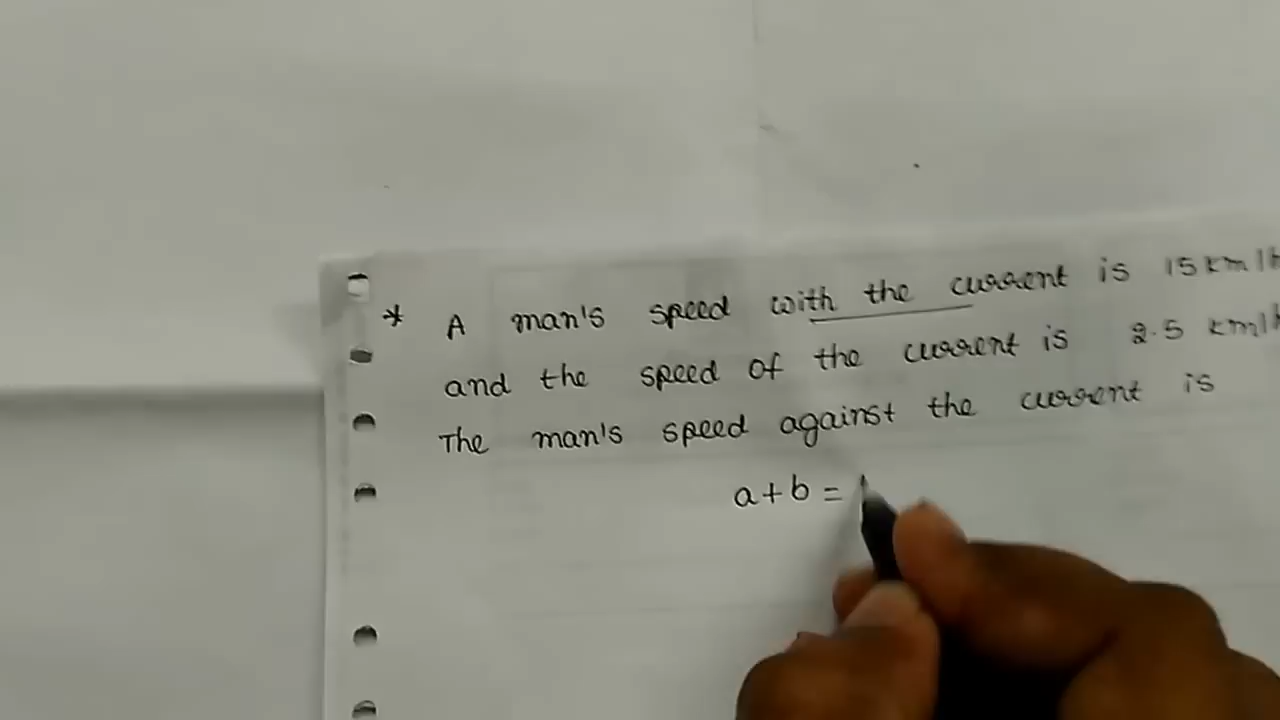 * A man's speed with the current is 15 km/h
and the speed of the current is 2.5 km/h
The man's speed against the current is
a+b =